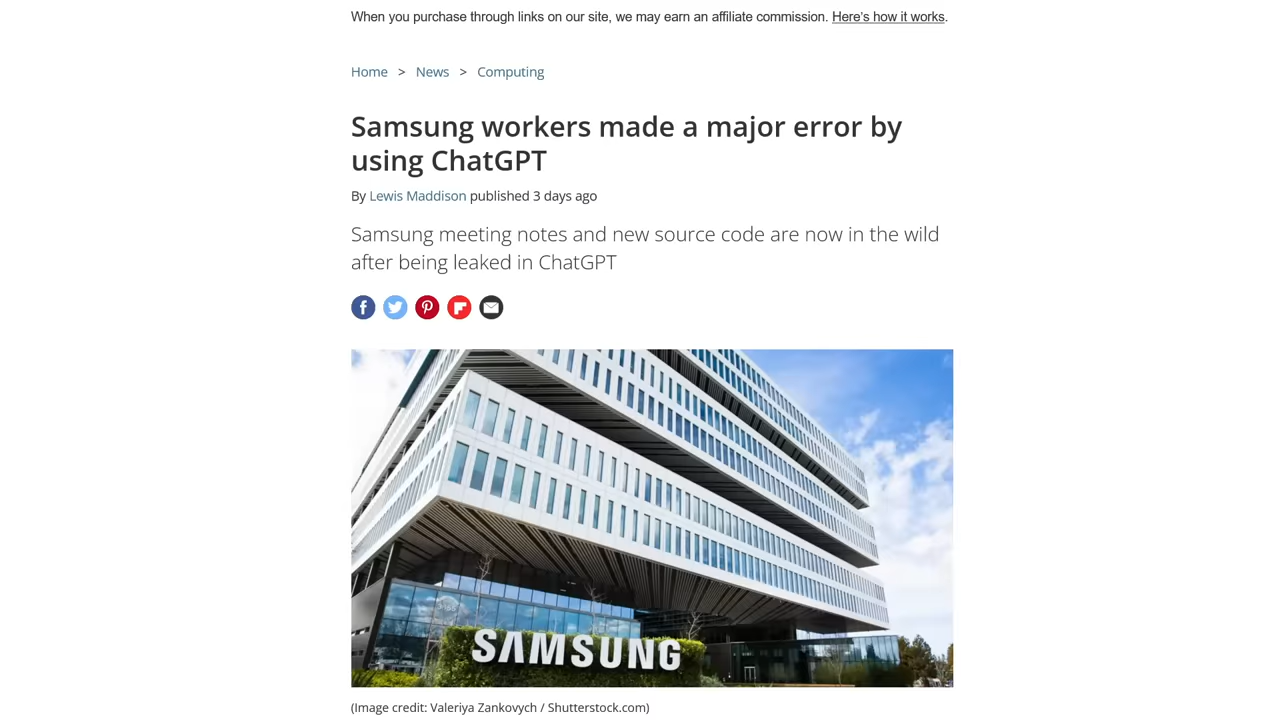 When you purchase through links on our site, we may earn an affiliate commission. Here's how it works.
Home > News > Computing
Samsung workers made a major error by
using ChatGPT
By Lewis Maddison published 3 days ago
Samsung meeting notes and new source code are now in the wild
after being leaked in ChatGPT
SAMSUNG
(Image credit: Valeriya Zankovych / Shutterstock.com)